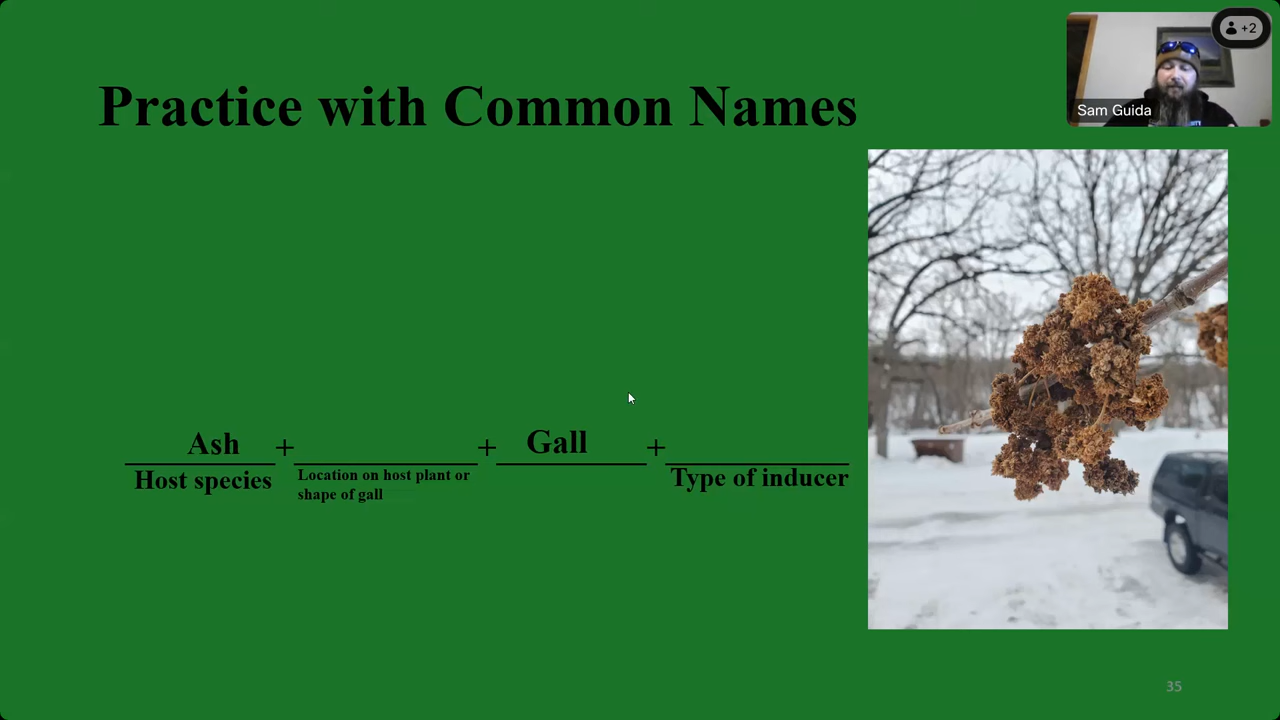 +2
Sam Guida
Practice with Common Names
Ash + + Gall +
Host species Location on host plant or Type of inducer
shape of gall
35